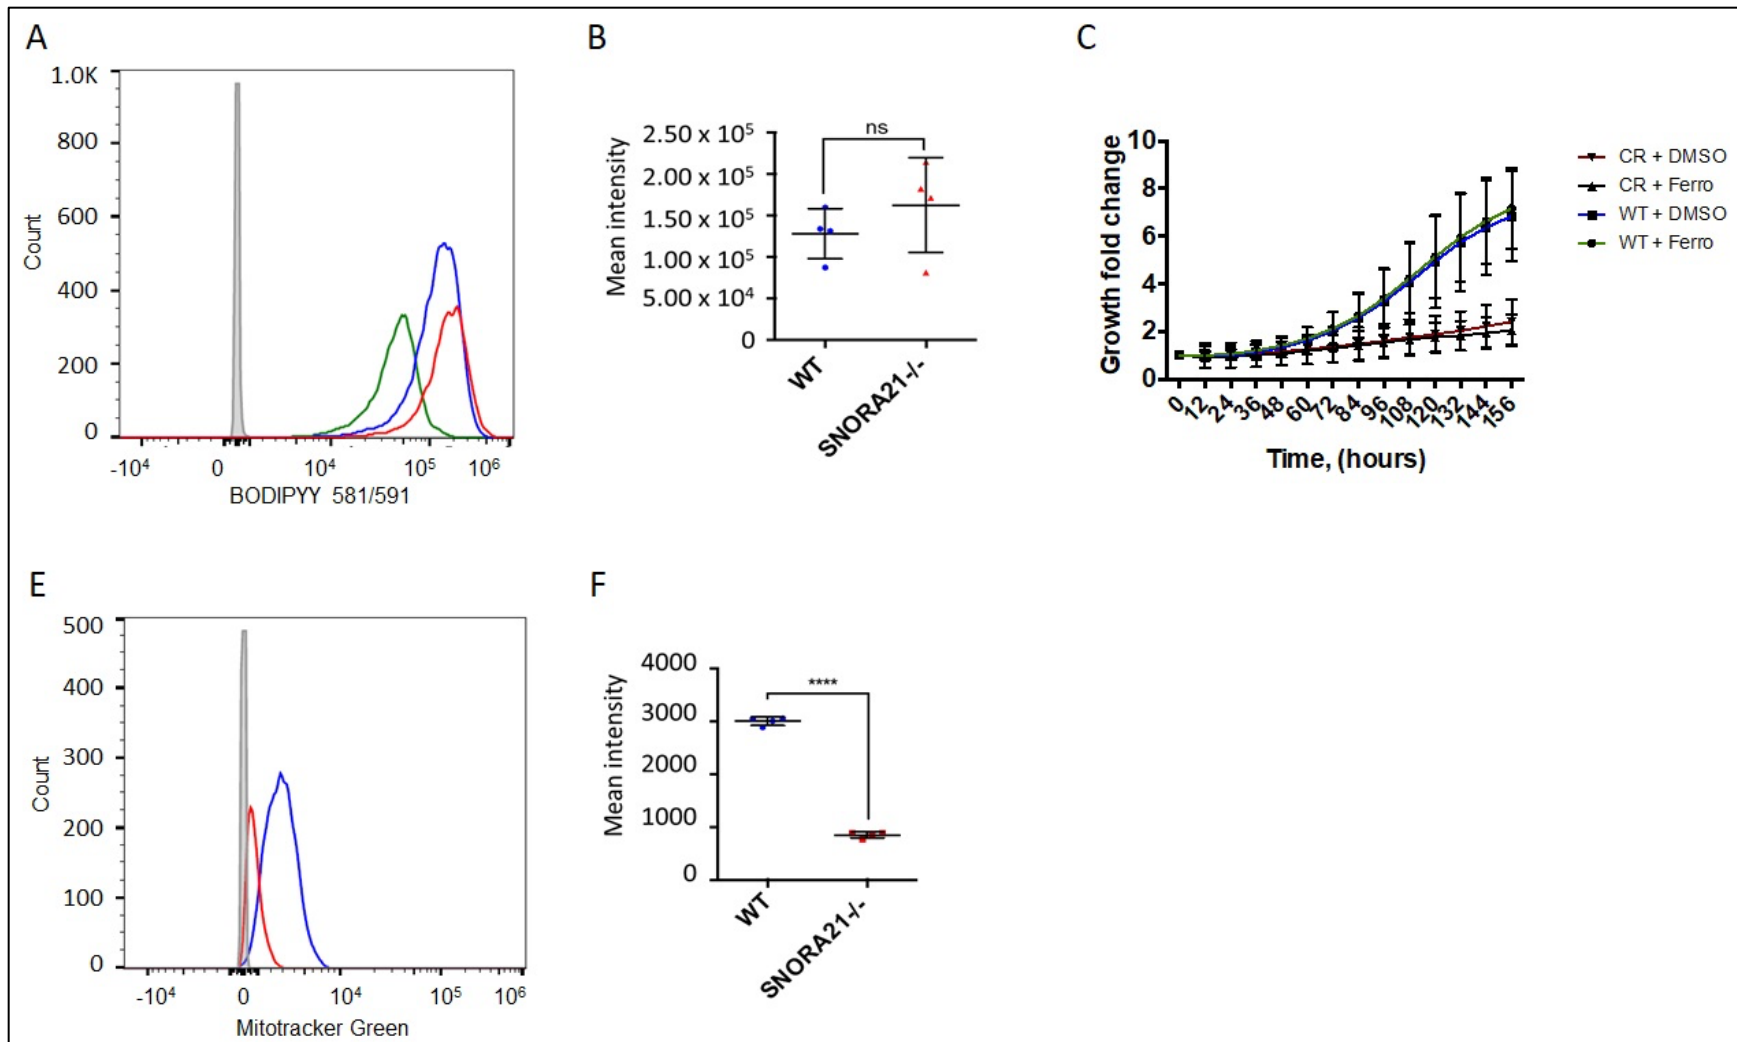 A
1.0K
800
600
400
200
0
Count
-10⁴ 0 10⁴ 10⁵ 10⁶
BODIPYY 581/591
B
ns
2.50 x 10⁵
2.00 x 10⁵
1.50 x 10⁵
1.00 x 10⁵
5.00 x 10⁴
0
Mean intensity
WT
SNORA21-/-
C
10
8
6
4
2
0
Growth fold change
0 12 24 36 48 60 72 84 96 108 120 132 144 156
Time, (hours)
CR + DMSO
CR + Ferro
WT + DMSO
WT + Ferro
E
500
400
300
200
100
0
Count
-10⁴ 0 10⁴ 10⁵ 10⁶
Mitotracker Green
F
****
4000
3000
2000
1000
0
Mean intensity
WT
SNORA21-/-